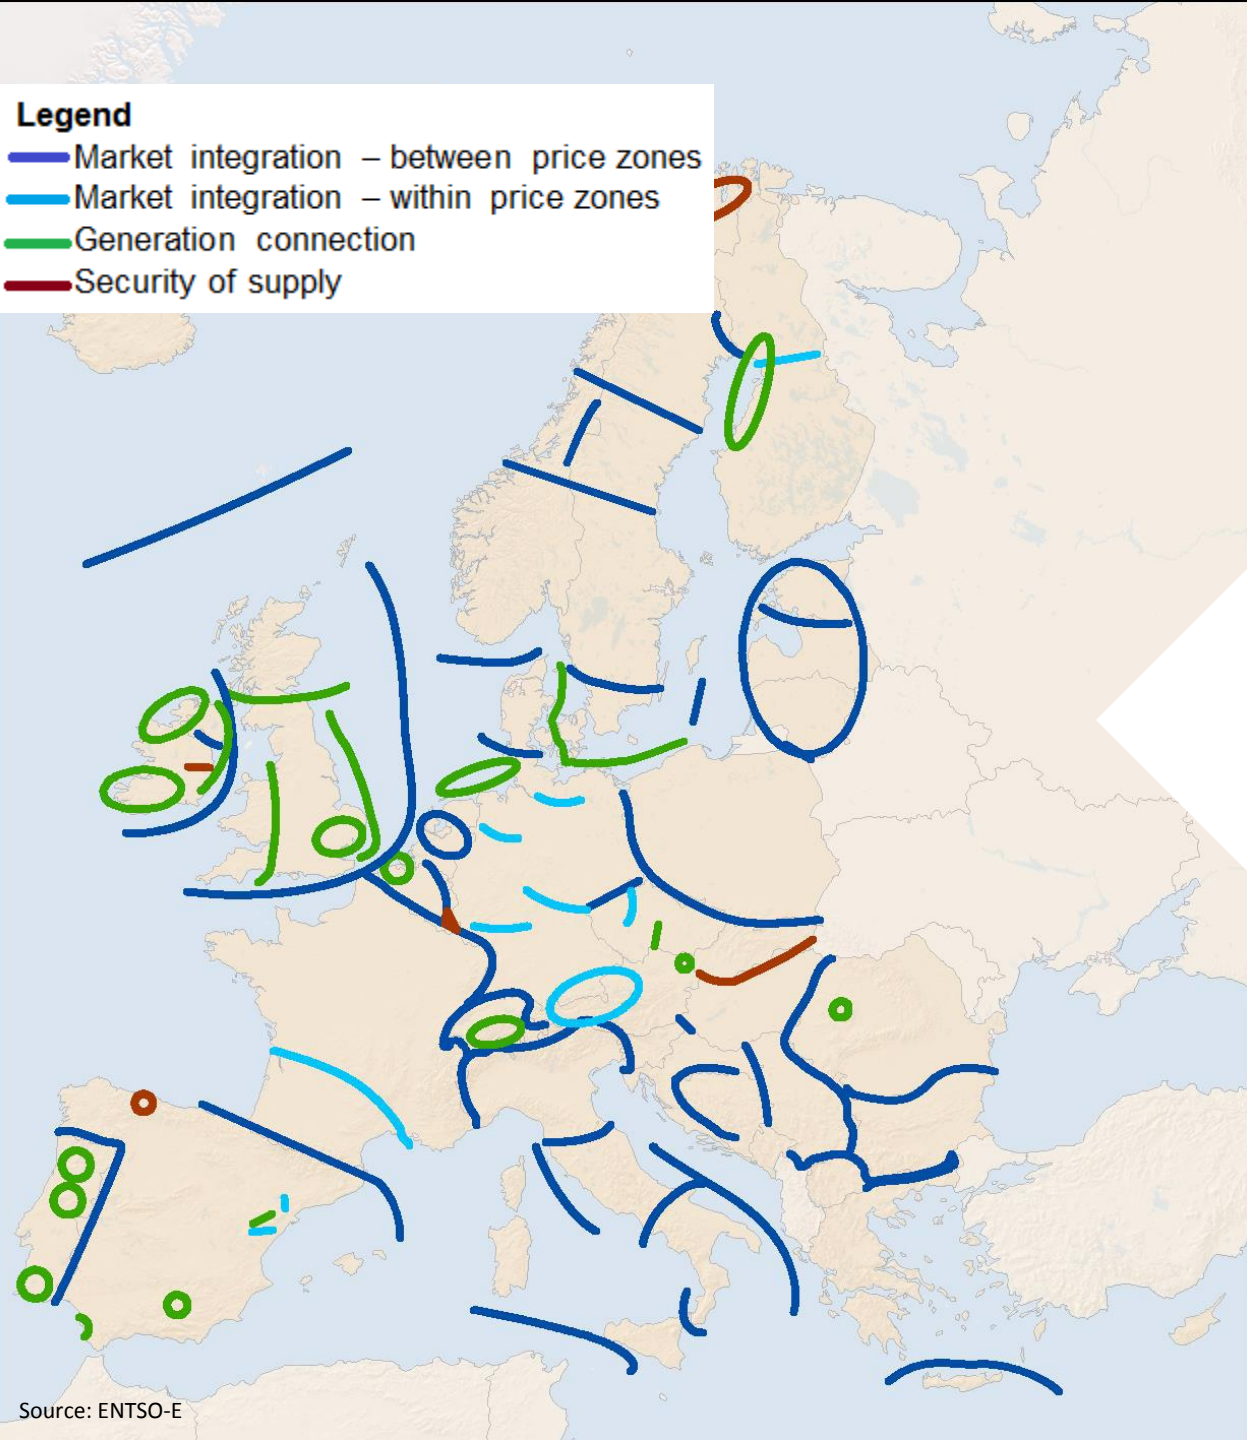 Legend
Market integration – between price zones
Market integration – within price zones
Generation connection
Security of supply
Source: ENTSO-E